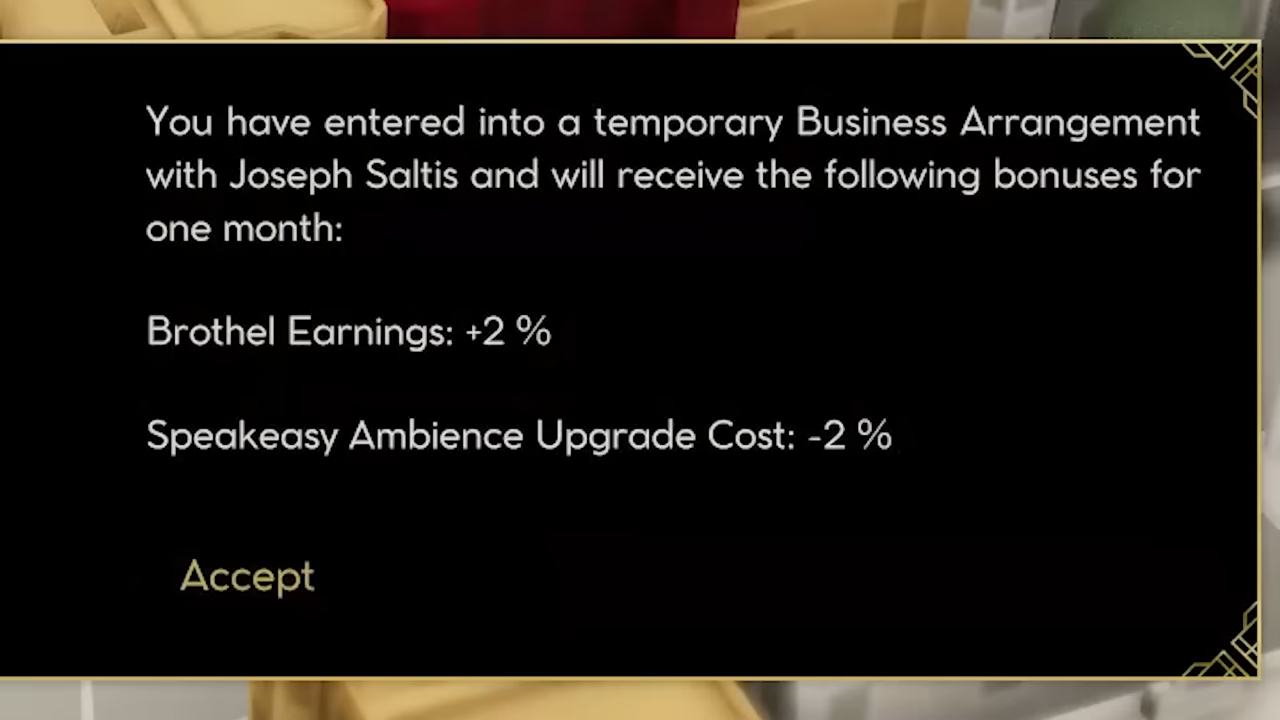 You have entered into a temporary Business Arrangement
with Joseph Saltis and will receive the following bonuses for
one month:
Brothel Earnings: +2 %
Speakeasy Ambience Upgrade Cost: -2 %
Accept